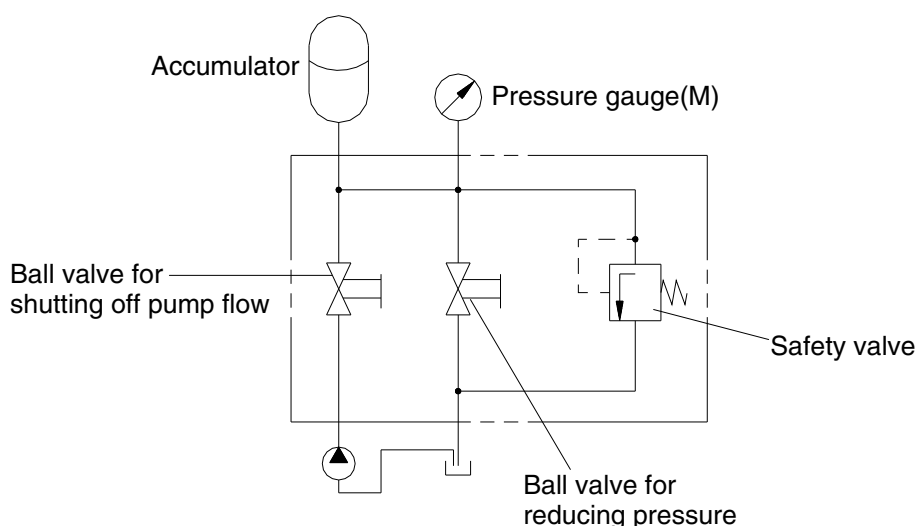 Accumulator
Pressure gauge(M)
Ball valve for
shutting off pump flow
Safety valve
Ball valve for
reducing pressure